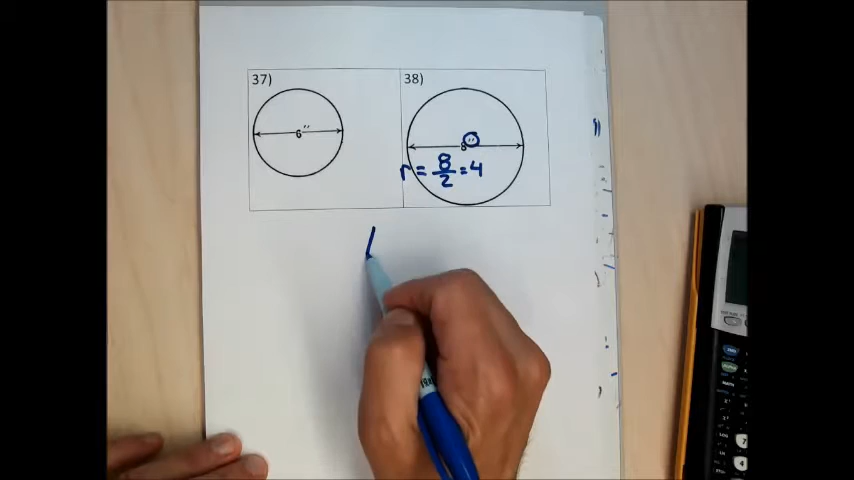 37)
38)
6''
8''
r = 8/2 = 4